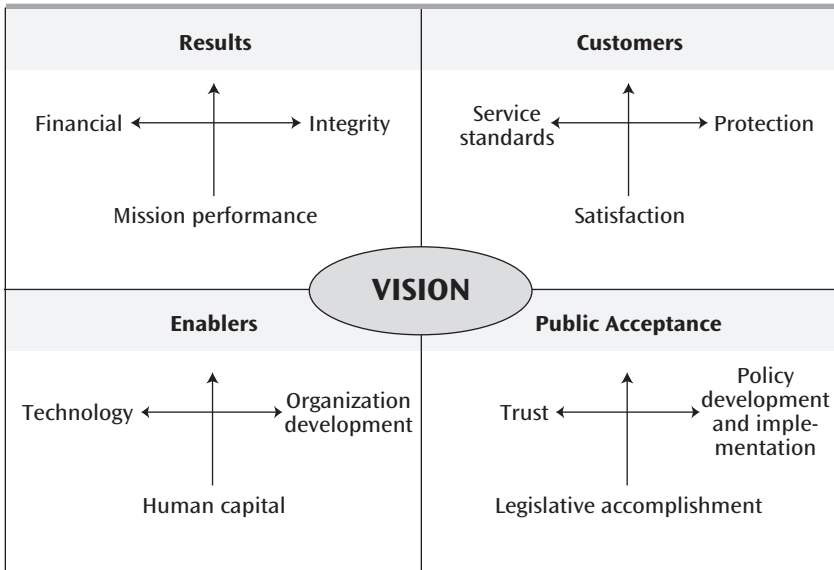 Results
Financial
Integrity
Mission performance
Customers
Service
standards
Protection
Satisfaction
VISION
Enablers
Technology
Organization
development
Human capital
Public Acceptance
Trust
Policy
development
and imple-
mentation
Legislative accomplishment